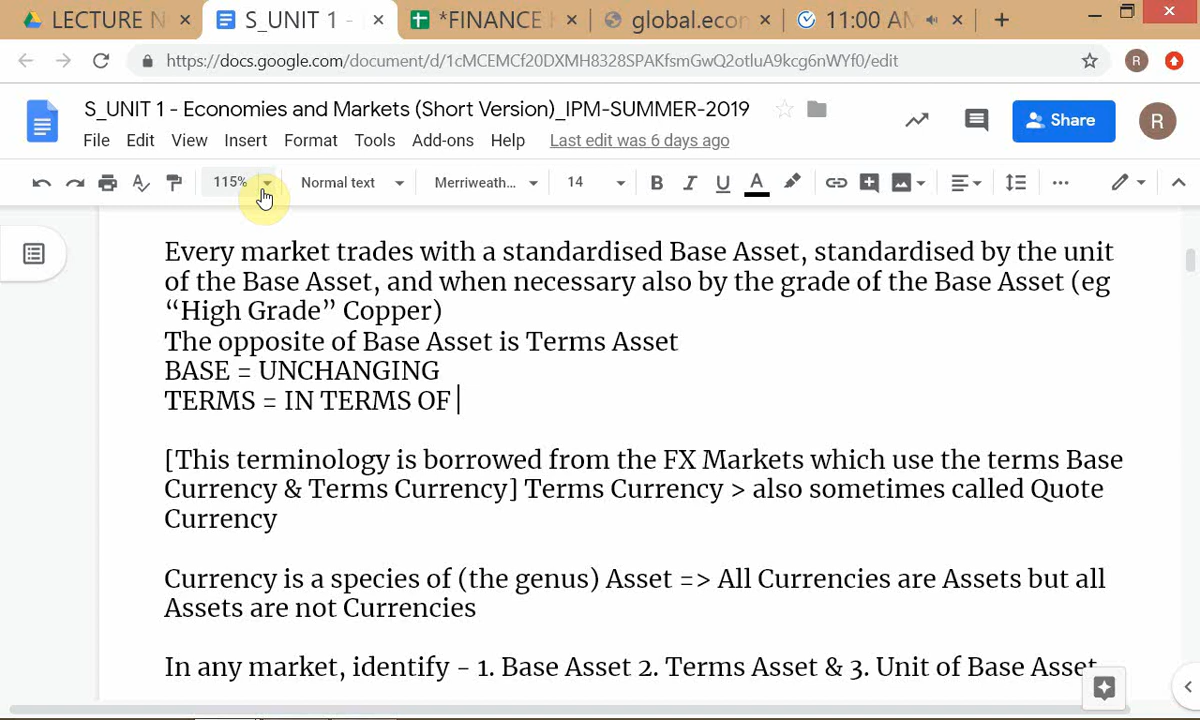 LECTURE N
S_UNIT 1 -
*FINANCE
global.econ
11:00 AM
https://docs.google.com/document/d/1cMCEMCf20DXMH8328SPAKfsmGwQ2otluA9kcg6nWYf0/edit
R
S_UNIT 1 - Economies and Markets (Short Version)_IPM-SUMMER-2019
Share
R
File Edit View Insert Format Tools Add-ons Help Last edit was 6 days ago
115% Normal text Merriweath... 14 B I U A
Every market trades with a standardised Base Asset, standardised by the unit
of the Base Asset, and when necessary also by the grade of the Base Asset (eg
“High Grade” Copper)
The opposite of Base Asset is Terms Asset
BASE = UNCHANGING
TERMS = IN TERMS OF
[This terminology is borrowed from the FX Markets which use the terms Base
Currency & Terms Currency] Terms Currency > also sometimes called Quote
Currency
Currency is a species of (the genus) Asset => All Currencies are Assets but all
Assets are not Currencies
In any market, identify - 1. Base Asset 2. Terms Asset & 3. Unit of Base Asset